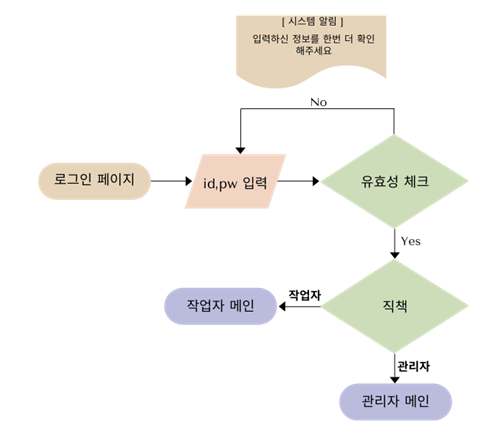 [ 시스템 알림 ]
입력하신 정보를 한번 더 확인
해주세요
No
로그인 페이지
id,pw 입력
유효성 체크
Yes
작업자 메인
작업자
직책
관리자
관리자 메인